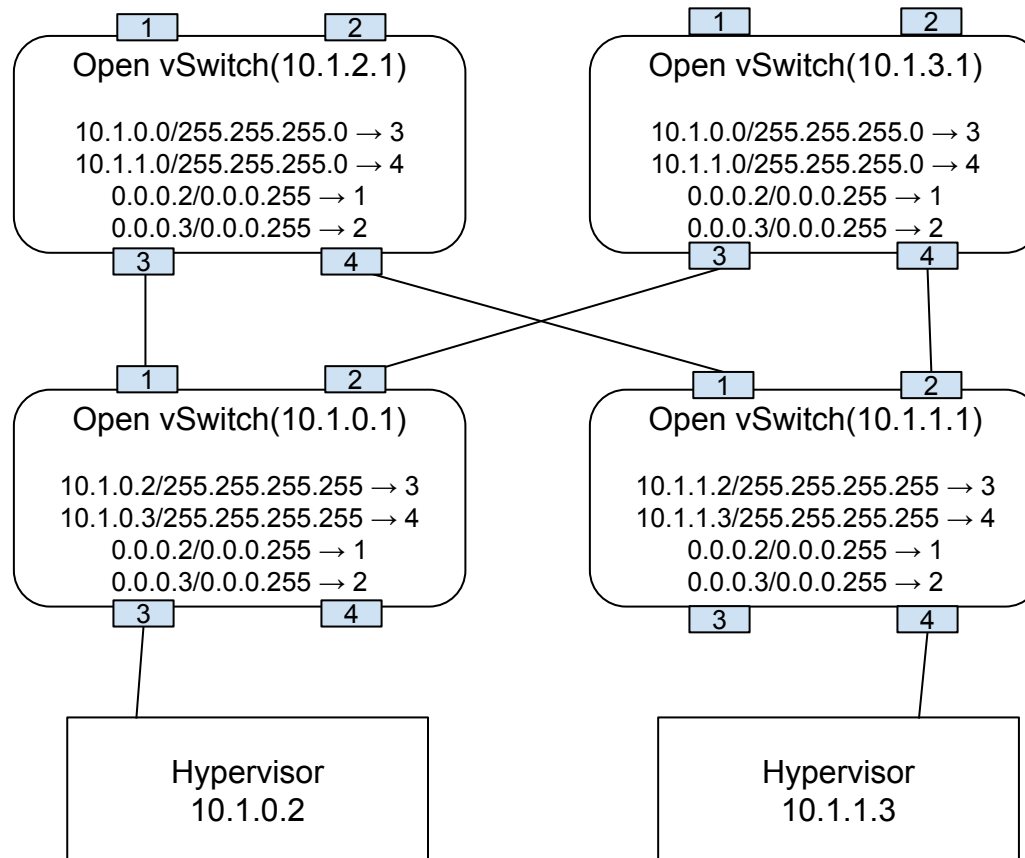 1
2
Open vSwitch(10.1.2.1)
10.1.0.0/255.255.255.0 → 3
10.1.1.0/255.255.255.0 → 4
0.0.0.2/0.0.0.255 → 1
0.0.0.3/0.0.0.255 → 2
3
4
1
2
Open vSwitch(10.1.3.1)
10.1.0.0/255.255.255.0 → 3
10.1.1.0/255.255.255.0 → 4
0.0.0.2/0.0.0.255 → 1
0.0.0.3/0.0.0.255 → 2
3
4
1
2
Open vSwitch(10.1.0.1)
10.1.0.2/255.255.255.255 → 3
10.1.0.3/255.255.255.255 → 4
0.0.0.2/0.0.0.255 → 1
0.0.0.3/0.0.0.255 → 2
3
4
1
2
Open vSwitch(10.1.1.1)
10.1.1.2/255.255.255.255 → 3
10.1.1.3/255.255.255.255 → 4
0.0.0.2/0.0.0.255 → 1
0.0.0.3/0.0.0.255 → 2
3
4
Hypervisor
10.1.0.2
Hypervisor
10.1.1.3